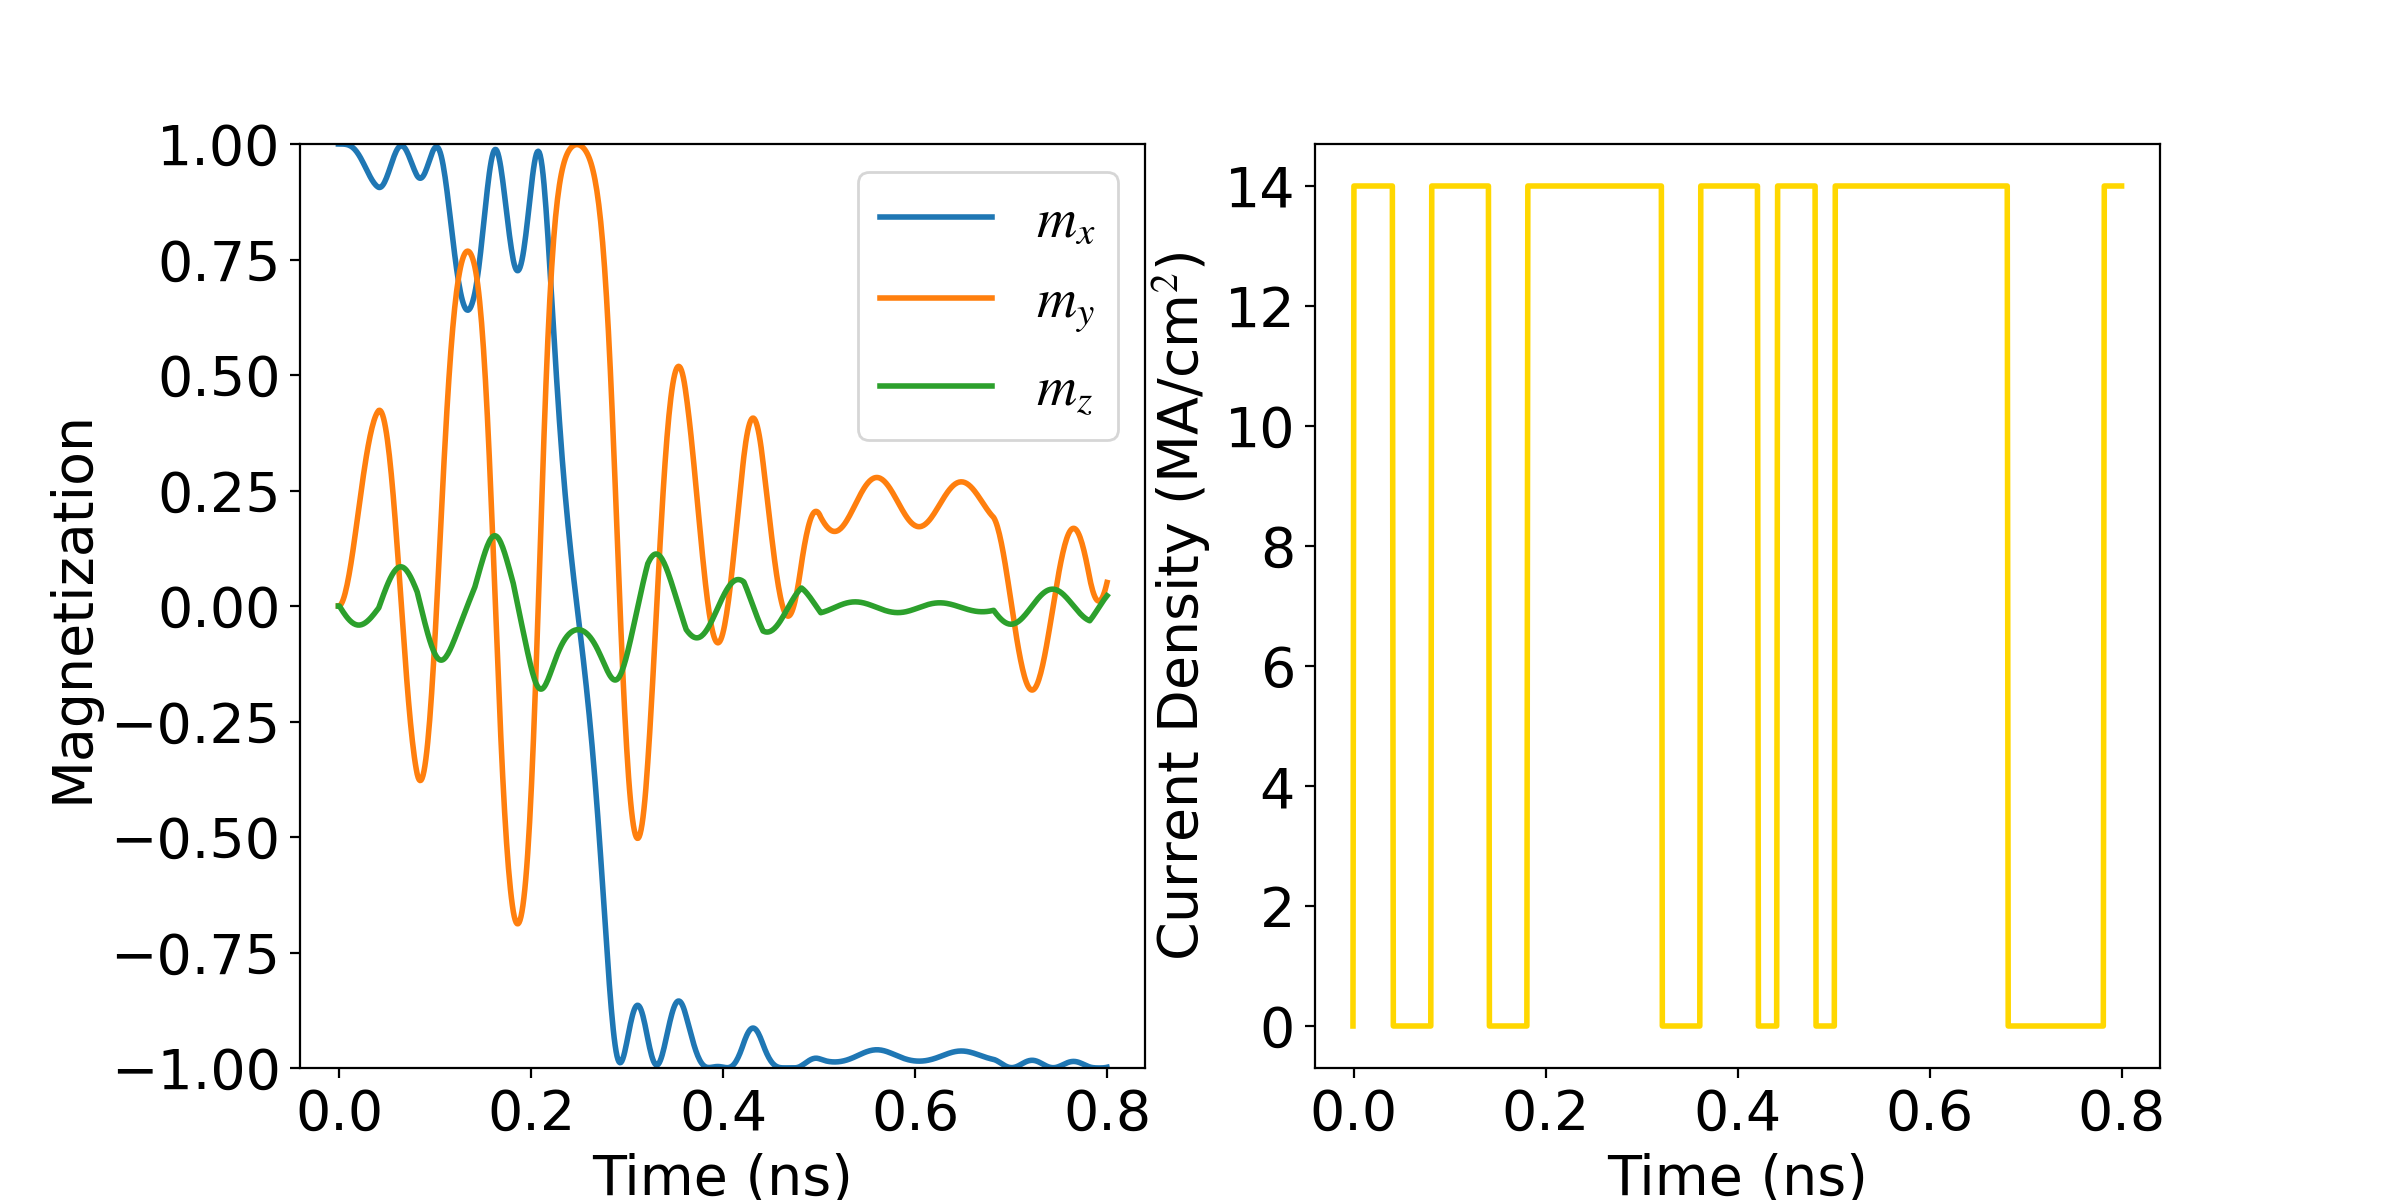 Magnetization
1.00
0.75
0.50
0.25
0.00
−0.25
−0.50
−0.75
−1.00
0.0 0.2 0.4 0.6 0.8
Time (ns)
m_x
m_y
m_z
Current Density (MA/cm²)
14
12
10
8
6
4
2
0
0.0 0.2 0.4 0.6 0.8
Time (ns)